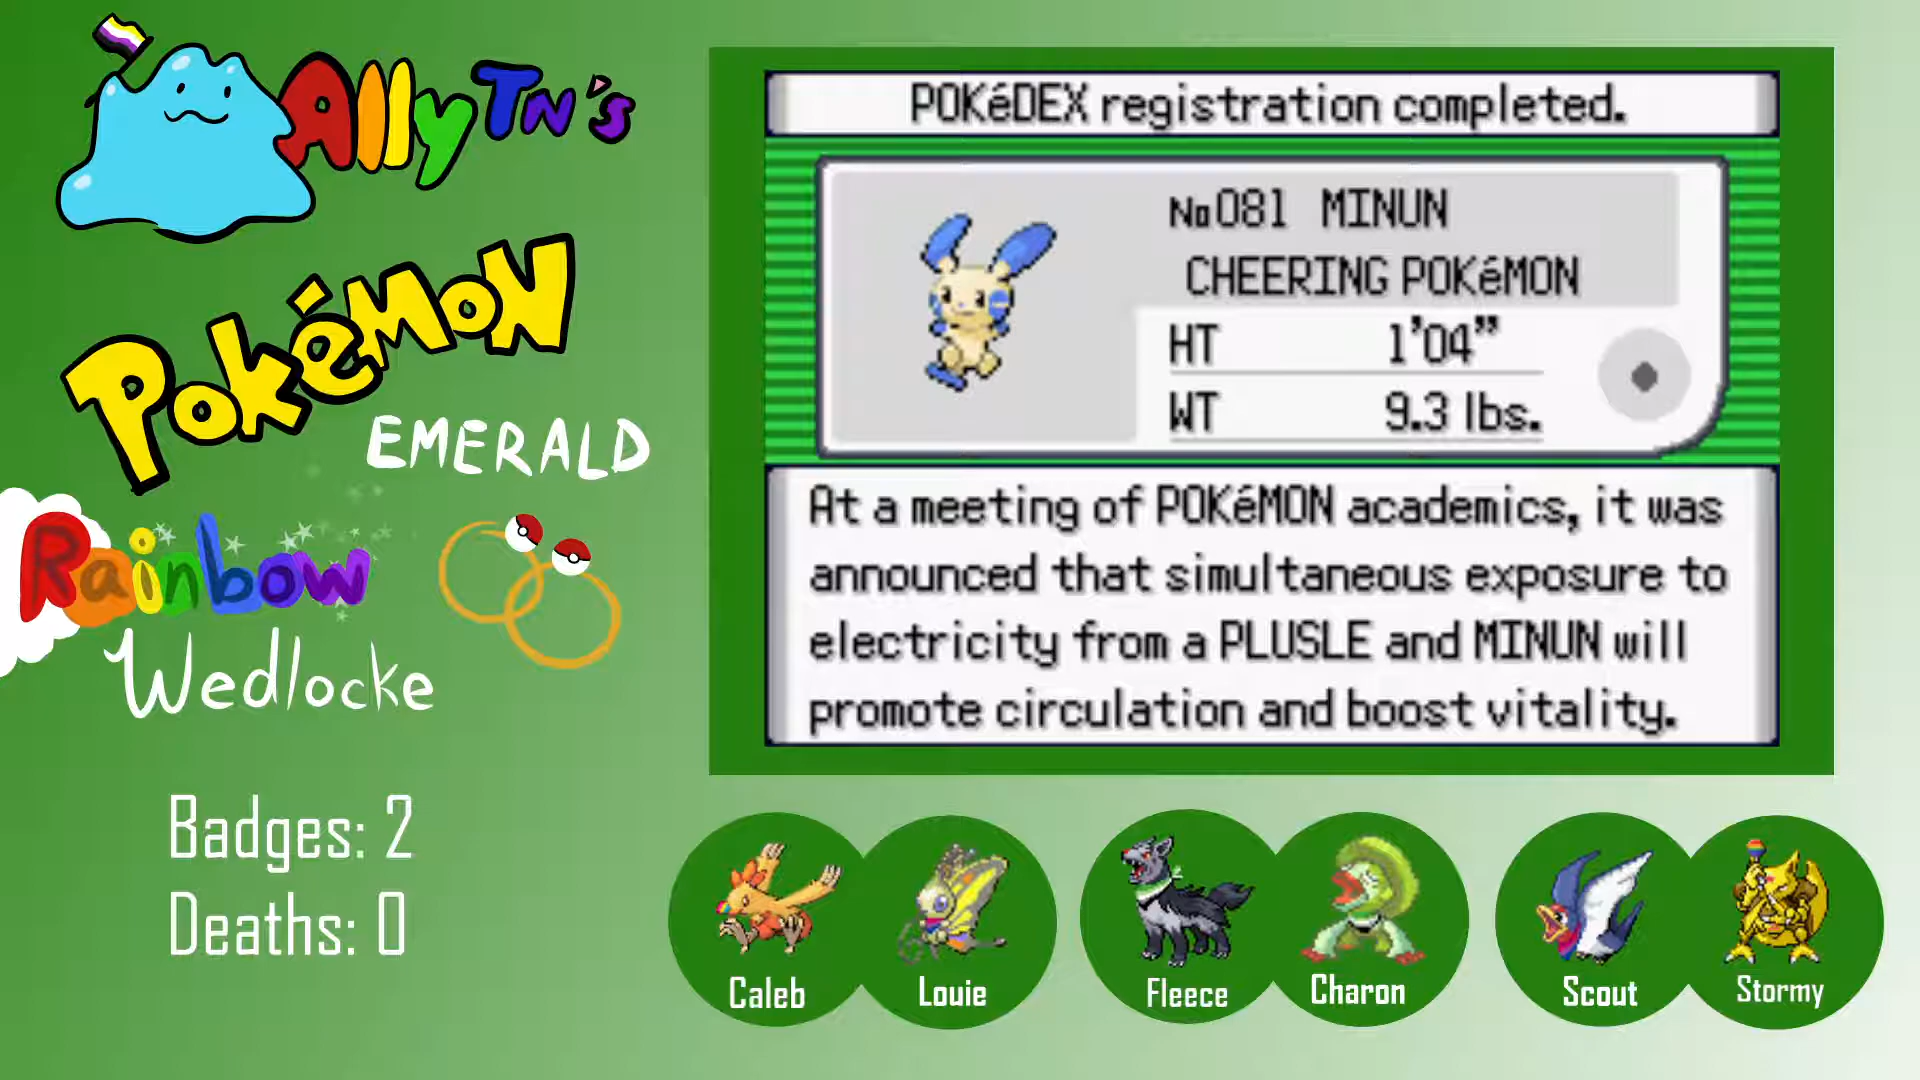 AllyTN's
Pokémon
EMERALD
Rainbow
Wedlocke
Badges: 2
Deaths: 0
POKéDEX registration completed.
No081 MINUN
CHEERING POKéMON
HT 1'04"
WT 9.3 lbs.
At a meeting of POKéMON academics, it was
announced that simultaneous exposure to
electricity from a PLUSLE and MINUN will
promote circulation and boost vitality.
Caleb Louie Fleece Charon Scout Stormy